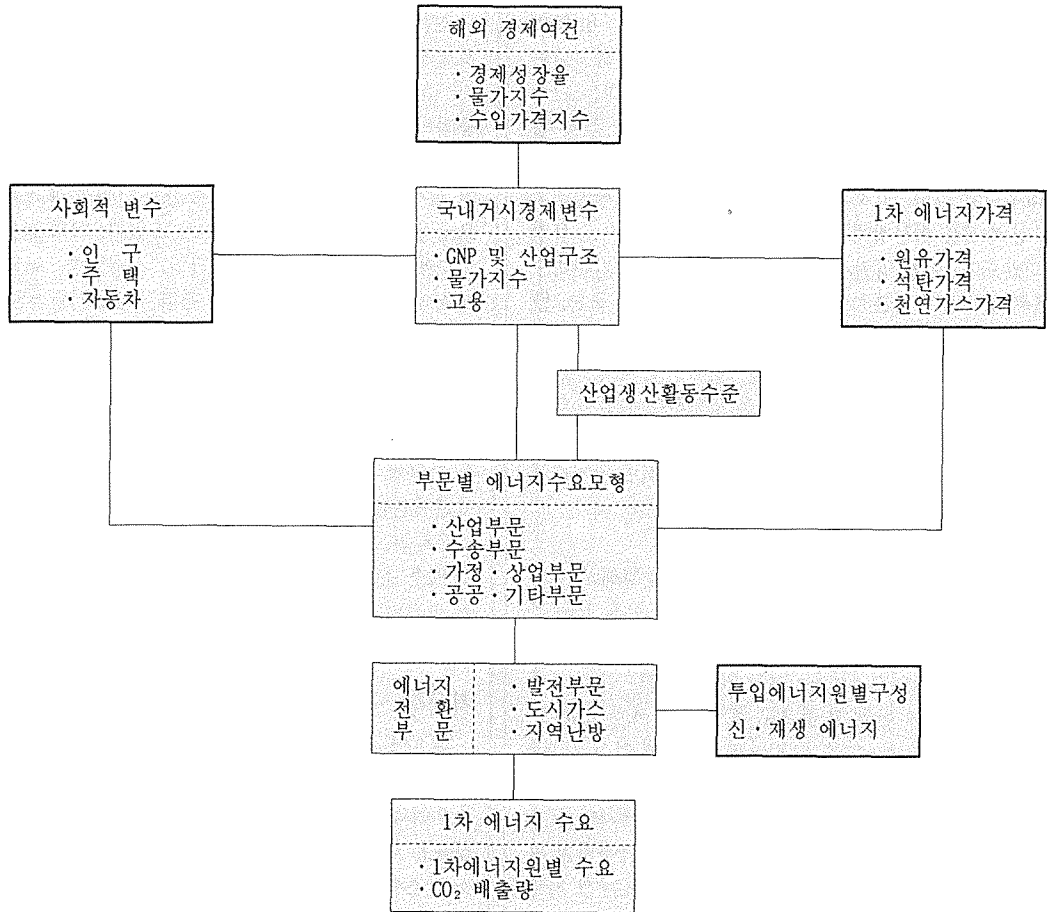 해외 경제여건
· 경제성장율
· 물가지수
· 수입가격지수
사회적 변수
· 인 구
· 주 택
· 자동차
국내거시경제변수
· GNP 및 산업구조
· 물가지수
· 고용
1차 에너지가격
· 원유가격
· 석탄가격
· 천연가스가격
산업생산활동수준
부문별 에너지수요모형
· 산업부문
· 수송부문
· 가정 · 상업부문
· 공공 · 기타부문
에너지
전 환
부 문
· 발전부문
· 도시가스
· 지역난방
투입에너지원별구성
신 · 재생 에너지
1차 에너지 수요
· 1차에너지원별 수요
· CO₂ 배출량